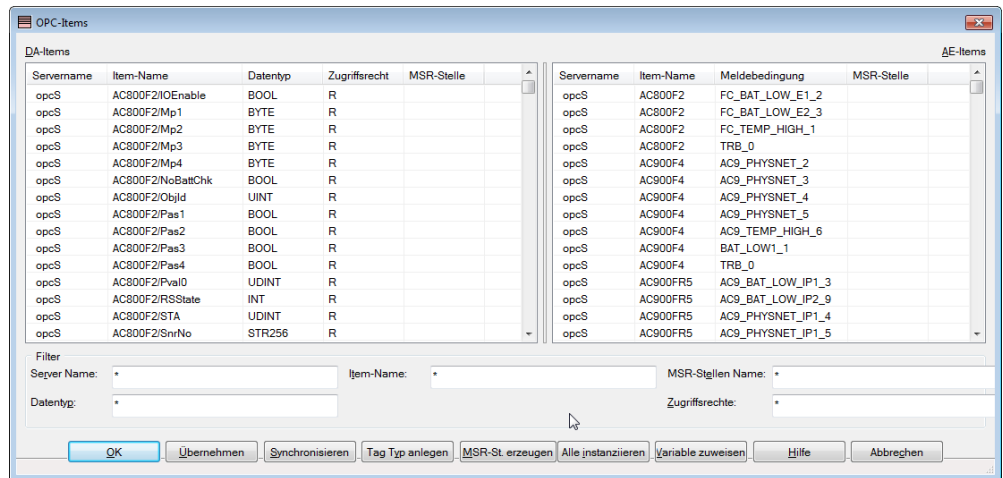 OPC-Items
DA-Items AE-Items
Servername Item-Name Datentyp Zugriffsrecht MSR-Stelle Servername Item-Name Meldebedingung MSR-Stelle
opcS AC800F2/IOEnable BOOL R opcS AC800F2 FC_BAT_LOW_E1_2
opcS AC800F2/Mp1 BYTE R opcS AC800F2 FC_BAT_LOW_E2_3
opcS AC800F2/Mp2 BYTE R opcS AC800F2 FC_TEMP_HIGH_1
opcS AC800F2/Mp3 BYTE R opcS AC800F2 TRB_0
opcS AC800F2/Mp4 BYTE R opcS AC900F4 AC9_PHYSNET_2
opcS AC800F2/NoBattChk BOOL R opcS AC900F4 AC9_PHYSNET_3
opcS AC800F2/ObjId UINT R opcS AC900F4 AC9_PHYSNET_4
opcS AC800F2/Pas1 BOOL R opcS AC900F4 AC9_PHYSNET_5
opcS AC800F2/Pas2 BOOL R opcS AC900F4 AC9_TEMP_HIGH_6
opcS AC800F2/Pas3 BOOL R opcS AC900F4 BAT_LOW1_1
opcS AC800F2/Pas4 BOOL R opcS AC900F4 TRB_0
opcS AC800F2/Pval0 UDINT R opcS AC900FR5 AC9_BAT_LOW_IP1_3
opcS AC800F2/RSState INT R opcS AC900FR5 AC9_BAT_LOW_IP2_9
opcS AC800F2/STA UDINT R opcS AC900FR5 AC9_PHYSNET_IP1_4
opcS AC800F2/SnrNo STR256 R opcS AC900FR5 AC9_PHYSNET_IP1_5
Filter
Server Name: * Item-Name: * MSR-Stellen Name: *
Datentyp: * Zugriffsrechte: *
OK Übernehmen Synchronisieren Tag Typ anlegen MSR-St. erzeugen Alle instanziieren Variable zuweisen Hilfe Abbrechen